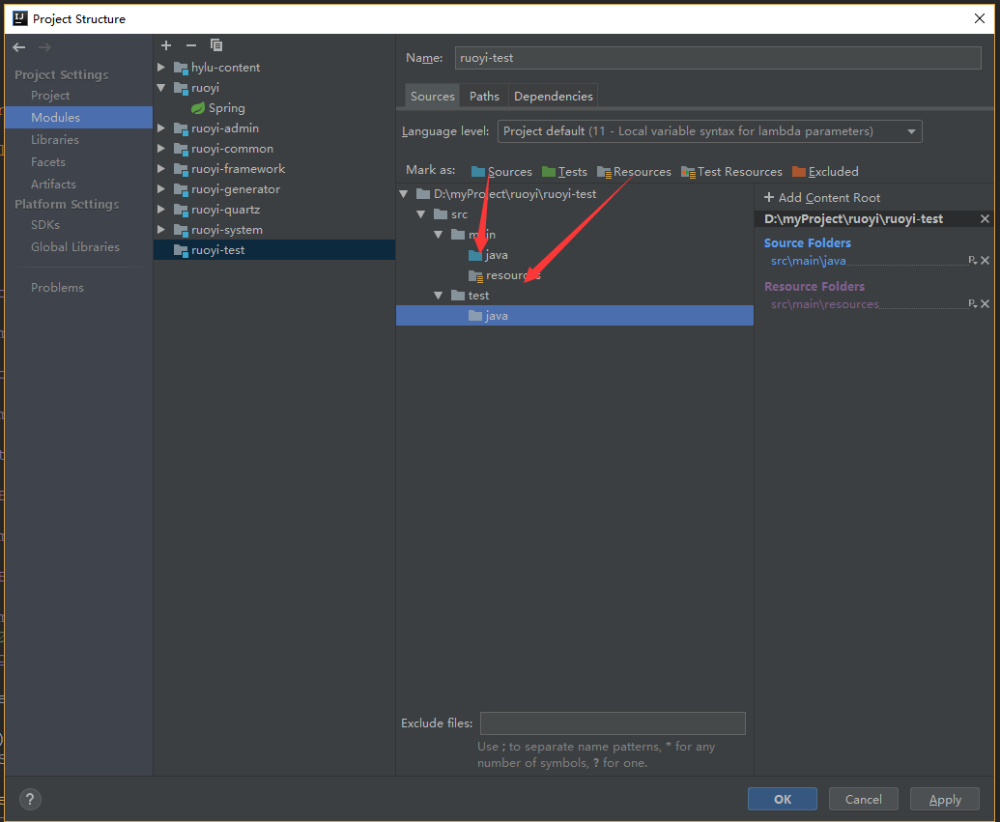 Project Structure
Project Settings
Project
Modules
Libraries
Facets
Artifacts
Platform Settings
SDKs
Global Libraries
Problems
hylu-content
ruoyi
Spring
ruoyi-admin
ruoyi-common
ruoyi-framework
ruoyi-generator
ruoyi-quartz
ruoyi-system
ruoyi-test
Name: ruoyi-test
Sources Paths Dependencies
Language level: Project default (11 - Local variable syntax for lambda parameters)
Mark as: Sources Tests Resources Test Resources Excluded
D:\myProject\ruoyi\ruoyi-test
src
main
java
resources
test
java
+ Add Content Root
D:\myProject\ruoyi\ruoyi-test
Source Folders
src\main\java
Resource Folders
src\main\resources
Exclude files:
Use ; to separate name patterns, * for any
number of symbols, ? for one.
? OK Cancel Apply